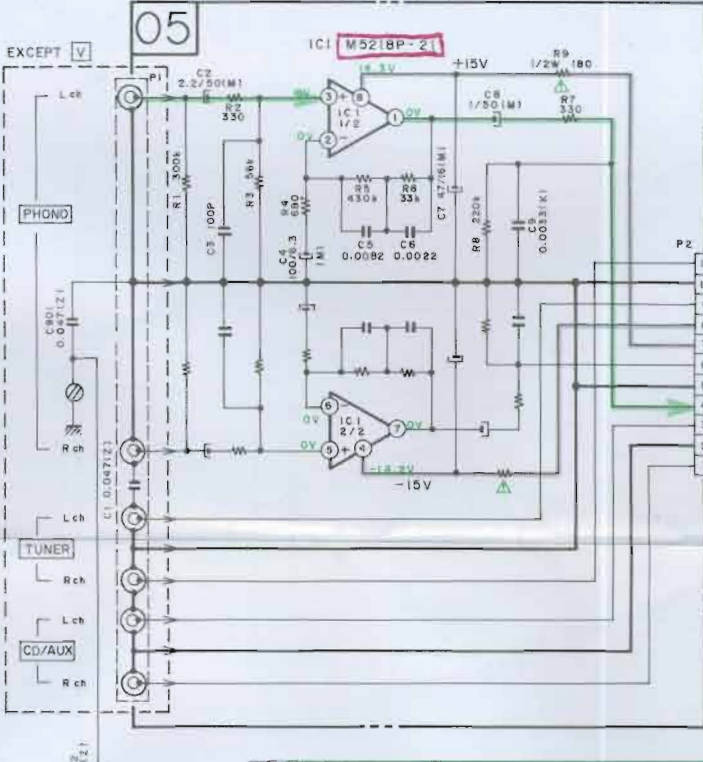 05
EXCEPT V
IC1 M5218P-21
P1
L ch
C2
2.2/50(M)
R2
330
18.3V
+15V
R9
1/2W 180
C8
1/50(M)
R7
330
0V
3
+
8
IC1
1/2
1
0V
0V
2
−
R1 300k
R3 56k
C3 100P
R4 680
C4
100/6.3
(M)
R5
430k
R6
33k
C5
0.0082
C6
0.0022
C7 47/16(M)
R8 220k
C9
0.0033(K)
PHONO
P2
C901
0.047(Z)
6
−
0V
IC1
2/2
7
0V
0V
5
+
4
-18.2V
-15V
R ch
C1 0.047(Z)
L ch
TUNER
R ch
L ch
CD/AUX
R ch